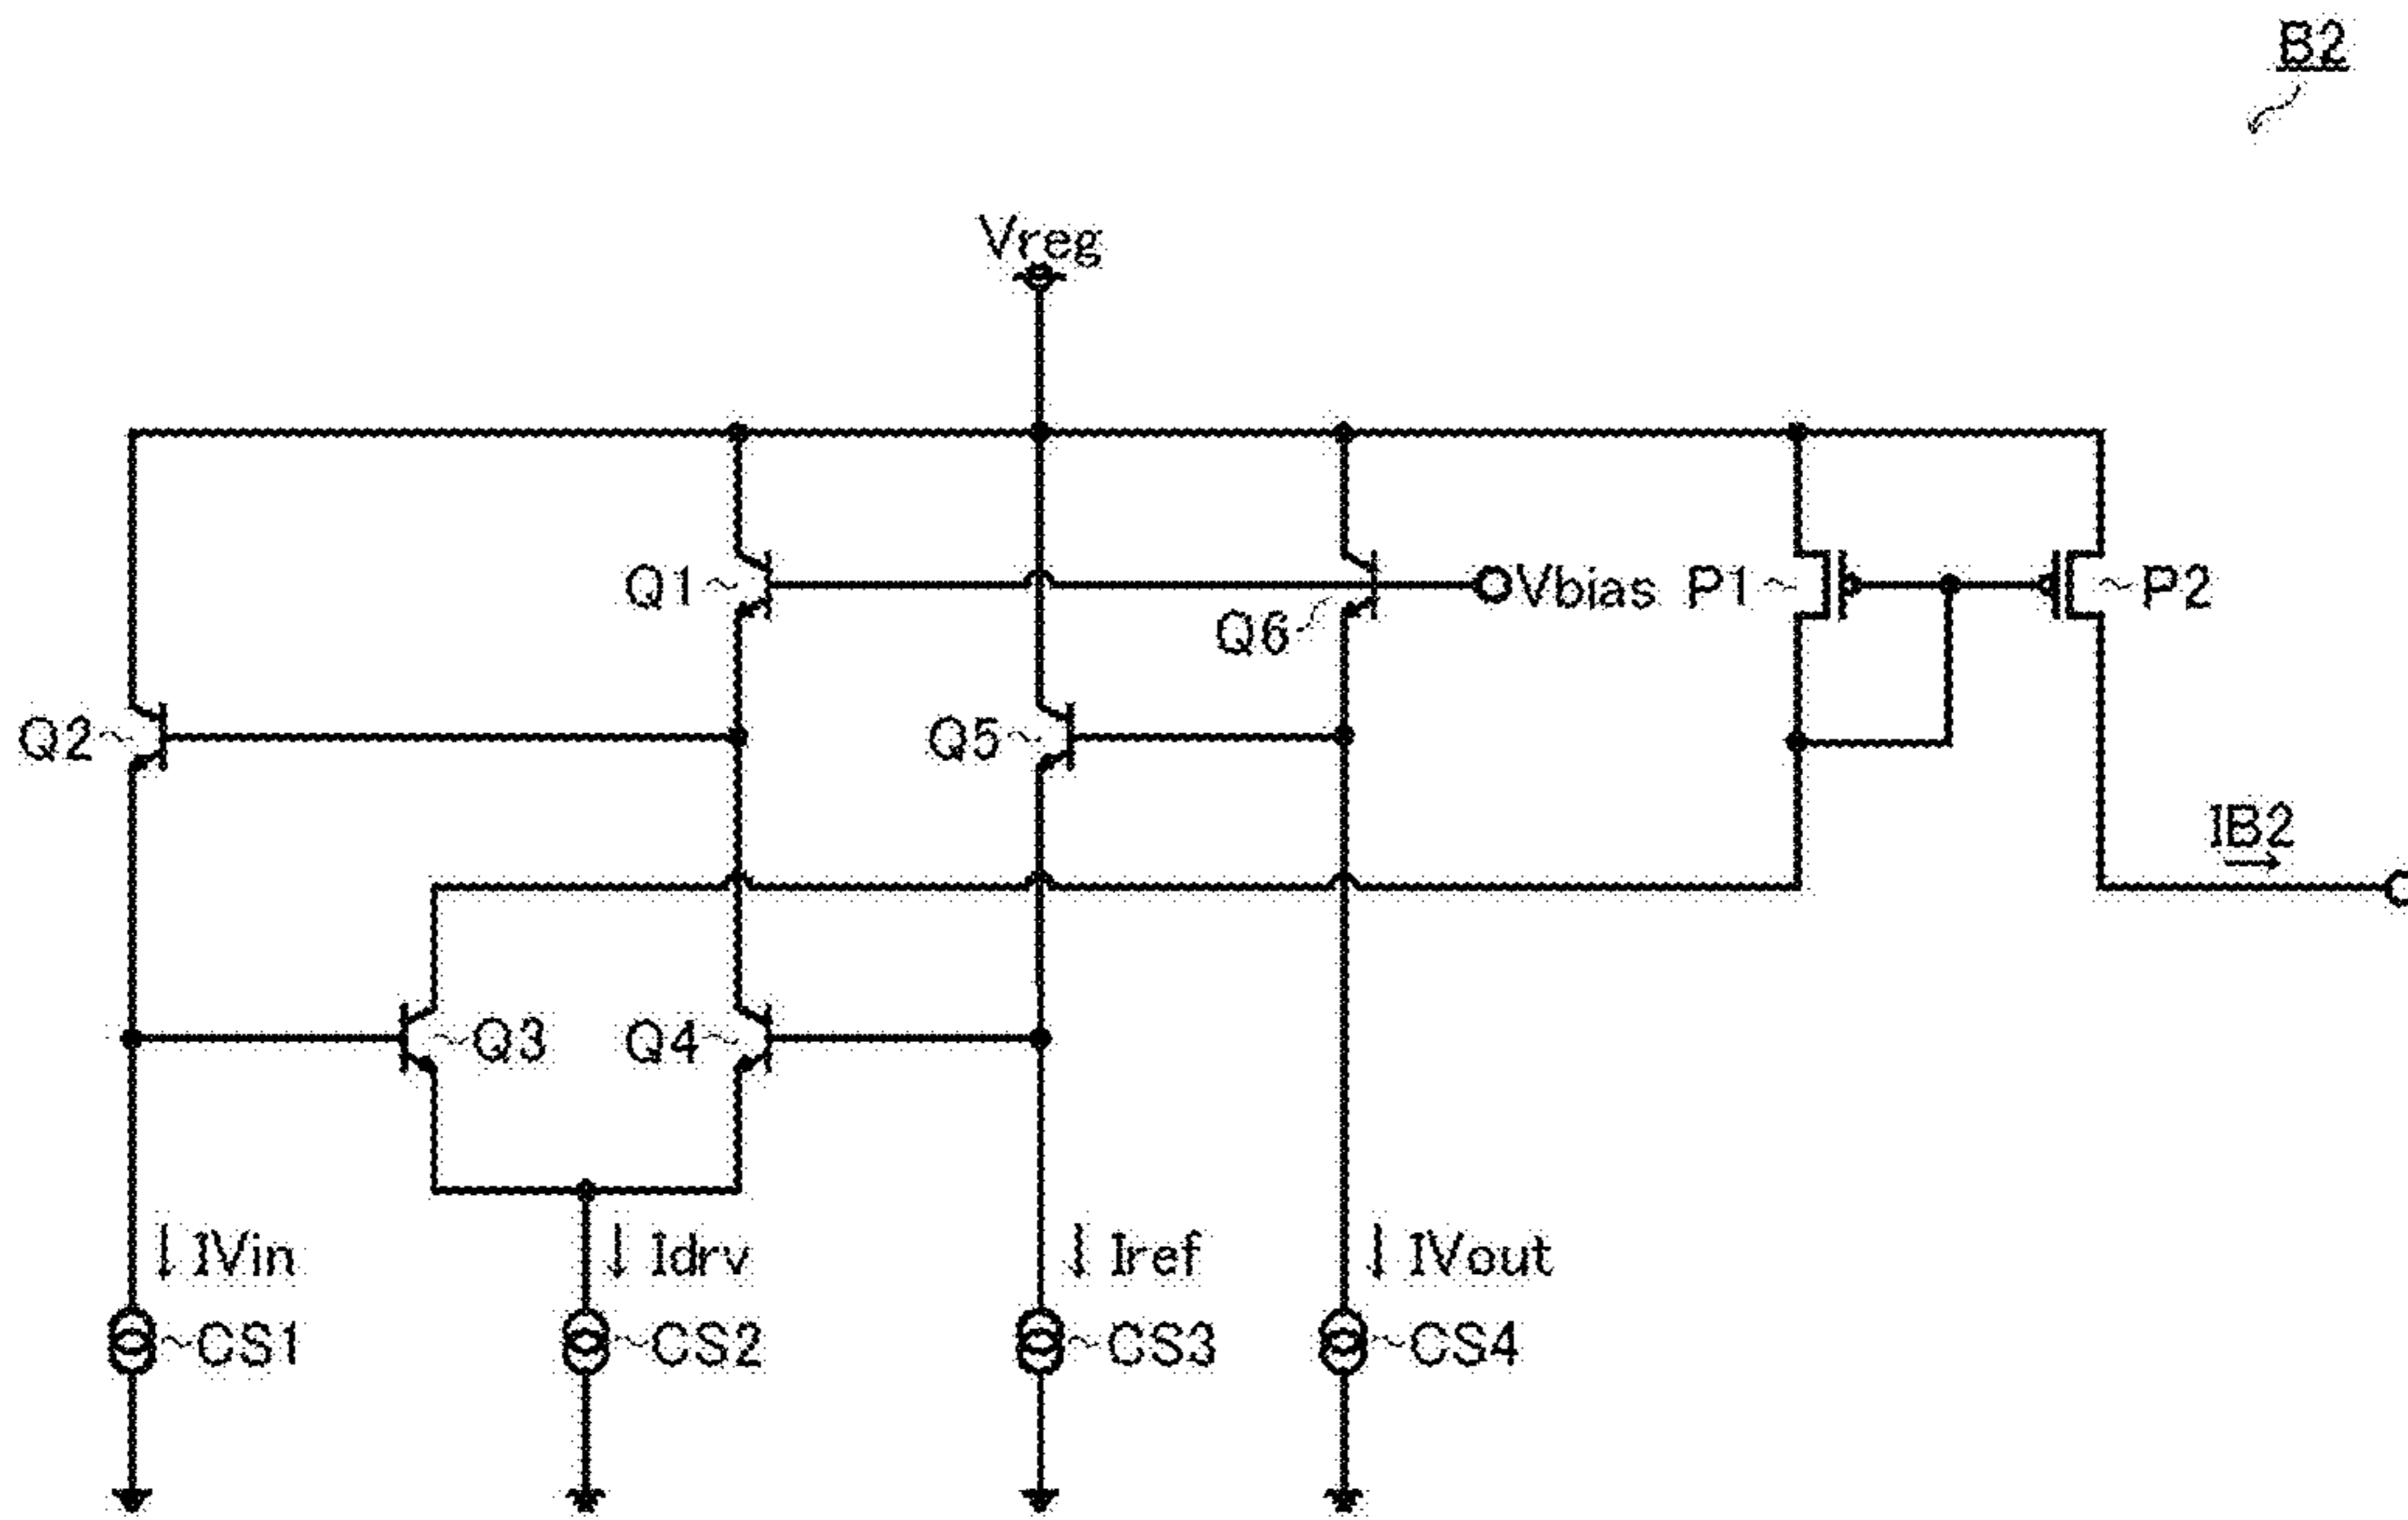 B2
Vreg
Q1
Q6
Vbias
P1
P2
Q2
Q5
IB2
Q3
Q4
IVin
Idrv
Iref
IVout
CS1
CS2
CS3
CS4